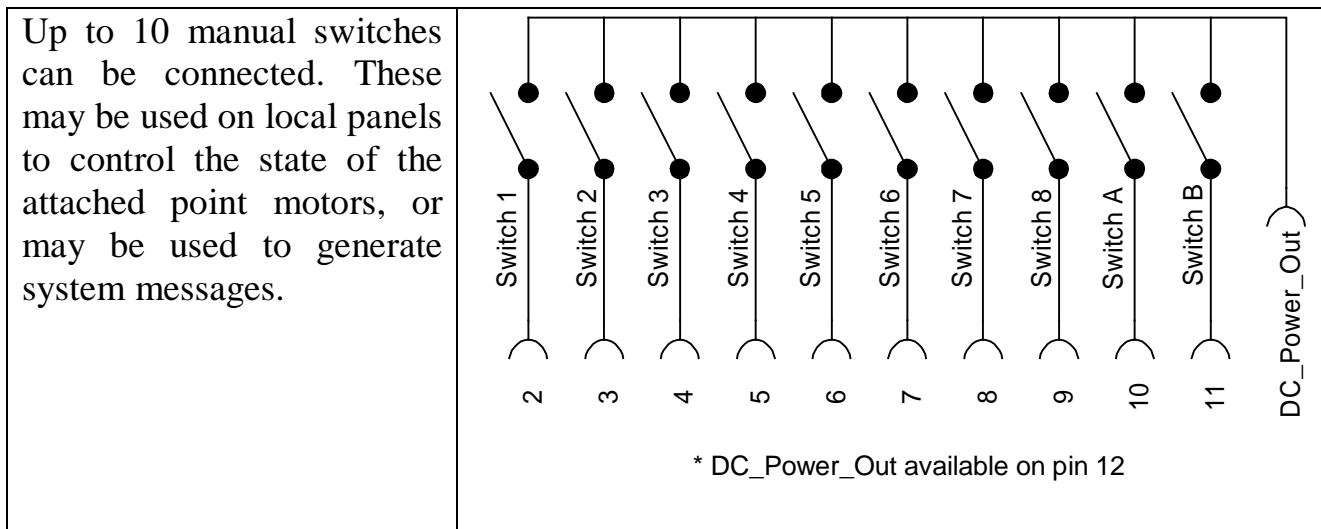 Up to 10 manual switches
can be connected. These
may be used on local panels
to control the state of the
attached point motors, or
may be used to generate
system messages.
Switch 1
Switch 2
Switch 3
Switch 4
Switch 5
Switch 6
Switch 7
Switch 8
Switch A
Switch B
DC_Power_Out
2
3
4
5
6
7
8
9
10
11
* DC_Power_Out available on pin 12